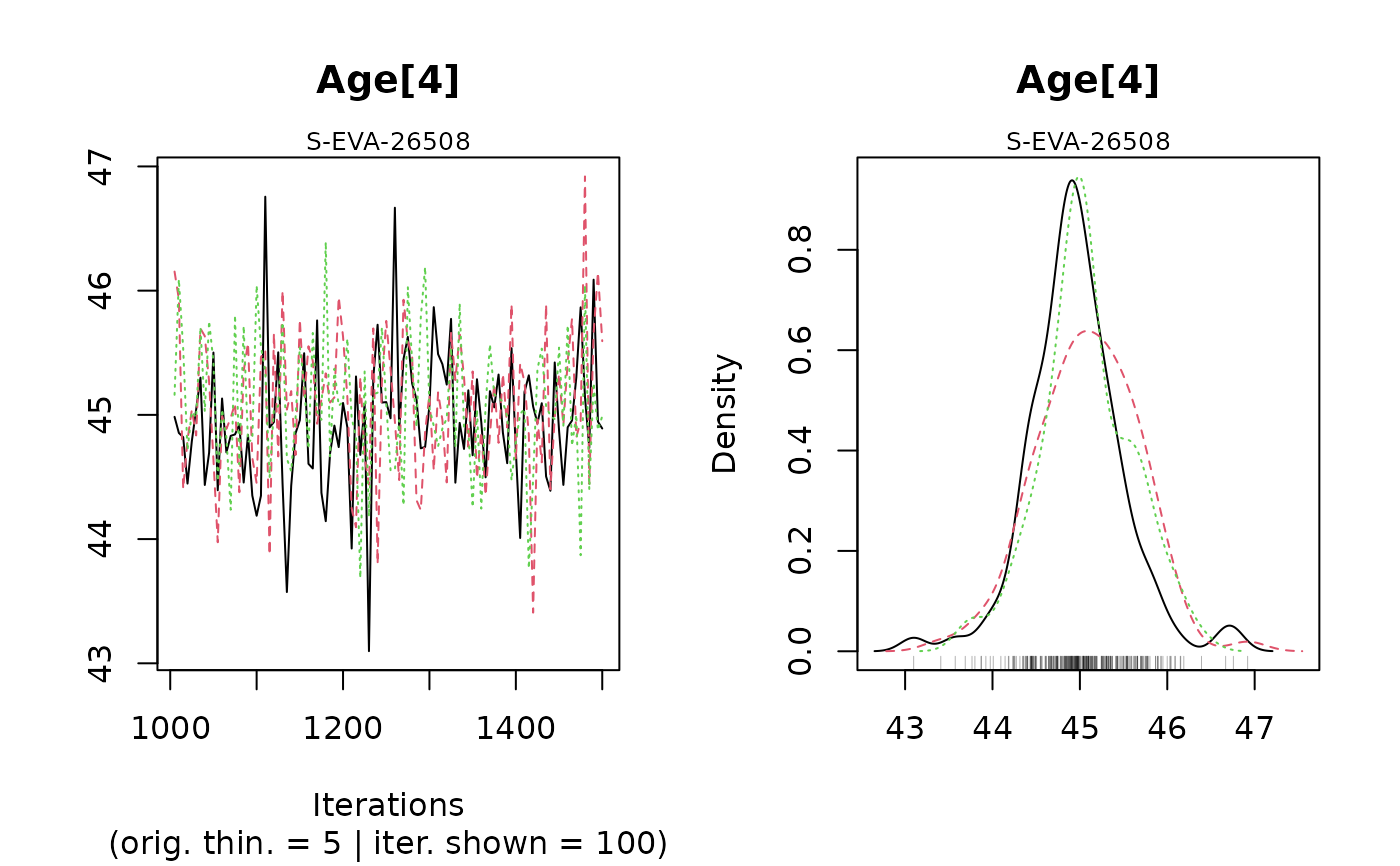 Age[4]
S-EVA-26508
47
46
45
44
43
1000
1200
1400
Iterations
(orig. thin. = 5 | iter. shown = 100)
Age[4]
S-EVA-26508
Density
0.8
0.6
0.4
0.2
0.0
43
44
45
46
47